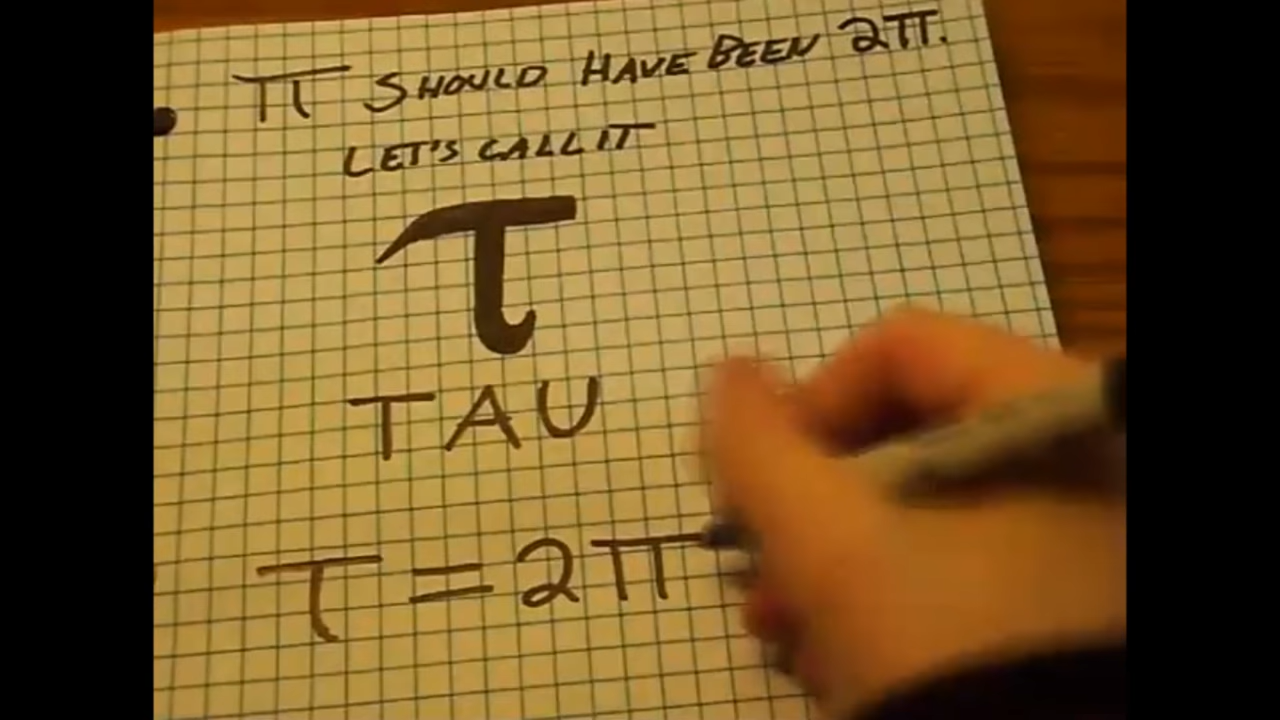 π SHOULD HAVE BEEN 2π.
LET'S CALL IT
τ
TAU
τ = 2π